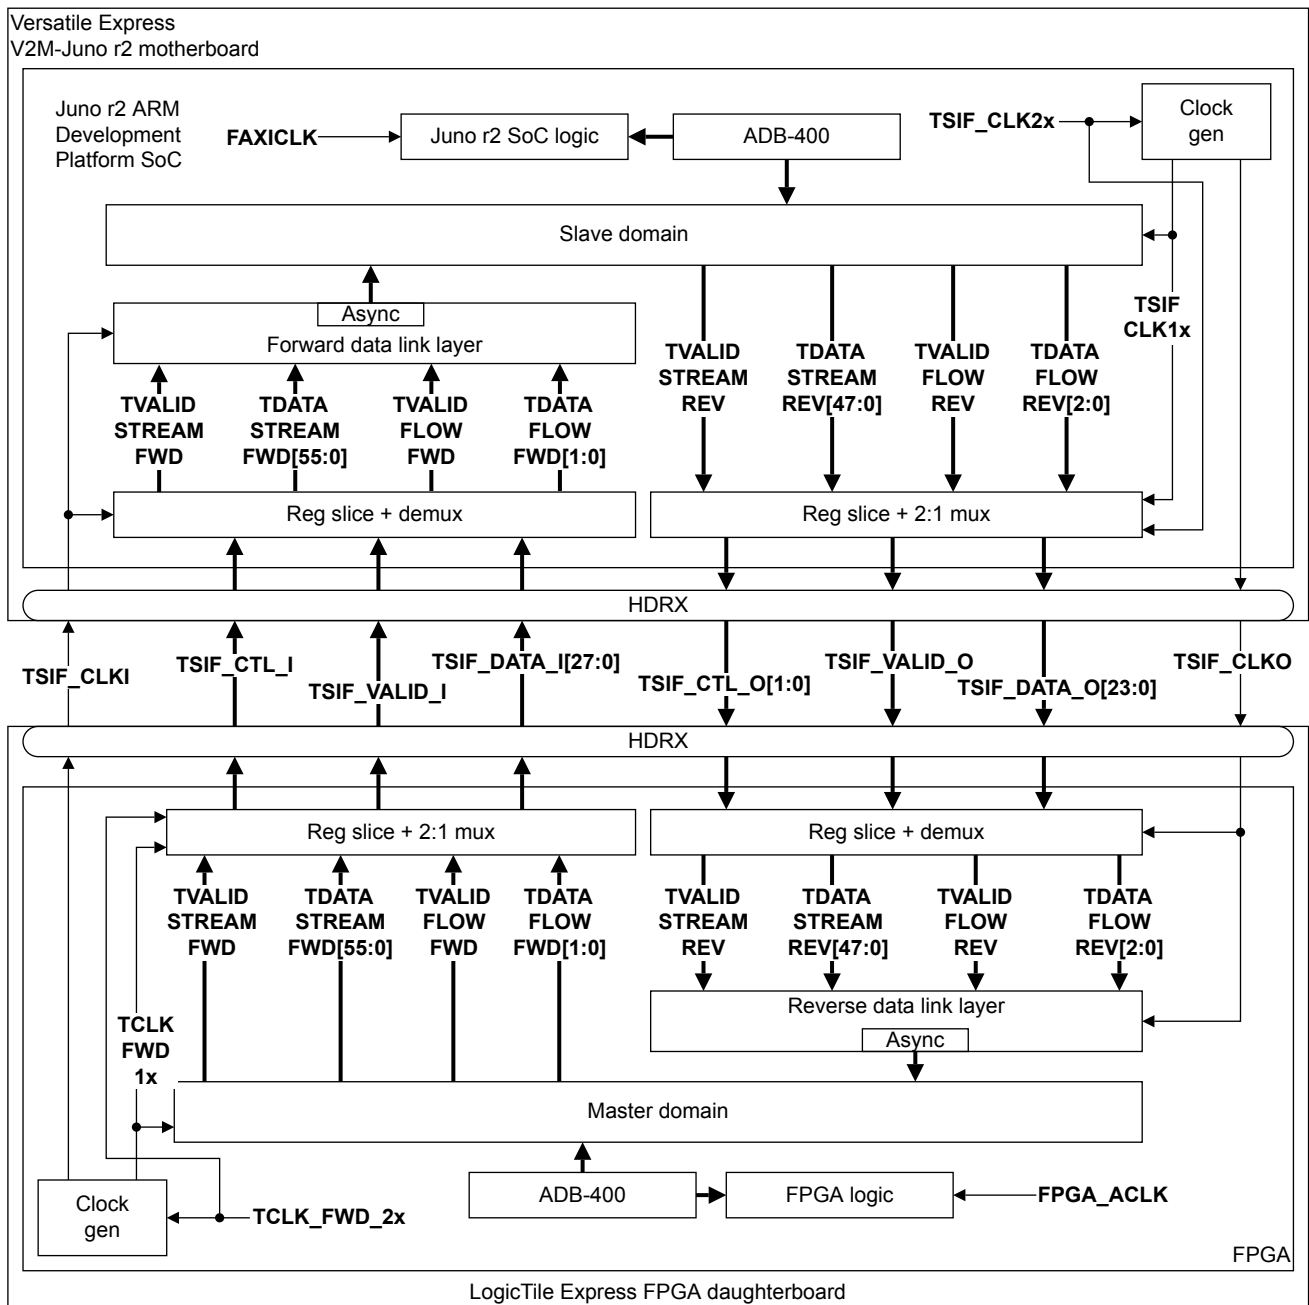 Versatile Express
V2M-Juno r2 motherboard
Juno r2 ARM
Development
Platform SoC
FAXICLK
Juno r2 SoC logic
ADB-400
TSIF_CLK2x
Clock
gen
Slave domain
Async
Forward data link layer
TSIF
CLK1x
TVALID
STREAM
FWD
TDATA
STREAM
FWD[55:0]
TVALID
FLOW
FWD
TDATA
FLOW
FWD[1:0]
TVALID
STREAM
REV
TDATA
STREAM
REV[47:0]
TVALID
FLOW
REV
TDATA
FLOW
REV[2:0]
Reg slice + demux
Reg slice + 2:1 mux
HDRX
TSIF_CLKI
TSIF_CTL_I
TSIF_VALID_I
TSIF_DATA_I[27:0]
TSIF_CTL_O[1:0]
TSIF_VALID_O
TSIF_DATA_O[23:0]
TSIF_CLKO
HDRX
Reg slice + 2:1 mux
Reg slice + demux
TVALID
STREAM
FWD
TDATA
STREAM
FWD[55:0]
TVALID
FLOW
FWD
TDATA
FLOW
FWD[1:0]
TVALID
STREAM
REV
TDATA
STREAM
REV[47:0]
TVALID
FLOW
REV
TDATA
FLOW
REV[2:0]
TCLK
FWD
1x
Reverse data link layer
Async
Master domain
Clock
gen
TCLK_FWD_2x
ADB-400
FPGA logic
FPGA_ACLK
FPGA
LogicTile Express FPGA daughterboard